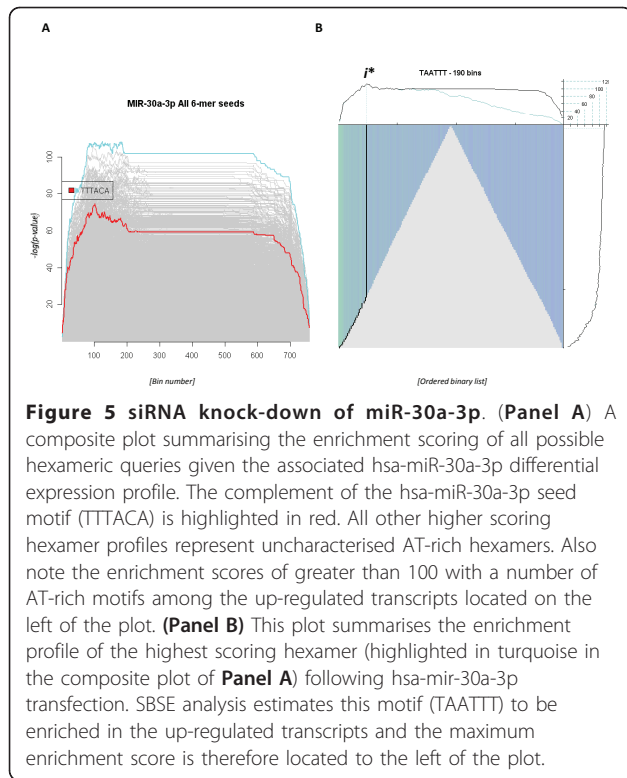 A
B
MIR-30a-3p All 6-mer seeds
TTTACA
-log(p-value)
100
80
60
40
20
100 200 300 400 500 600 700
[Bin number]
TAATTT - 190 bins
i*
120
100
80
60
40
20
[Ordered binary list]
Figure 5 siRNA knock-down of miR-30a-3p. (Panel A) A
composite plot summarising the enrichment scoring of all possible
hexameric queries given the associated hsa-miR-30a-3p differential
expression profile. The complement of the hsa-miR-30a-3p seed
motif (TTTACA) is highlighted in red. All other higher scoring
hexamer profiles represent uncharacterised AT-rich hexamers. Also
note the enrichment scores of greater than 100 with a number of
AT-rich motifs among the up-regulated transcripts located on the
left of the plot. (Panel B) This plot summarises the enrichment
profile of the highest scoring hexamer (highlighted in turquoise in
the composite plot of Panel A) following hsa-mir-30a-3p
transfection. SBSE analysis estimates this motif (TAATTT) to be
enriched in the up-regulated transcripts and the maximum
enrichment score is therefore located to the left of the plot.